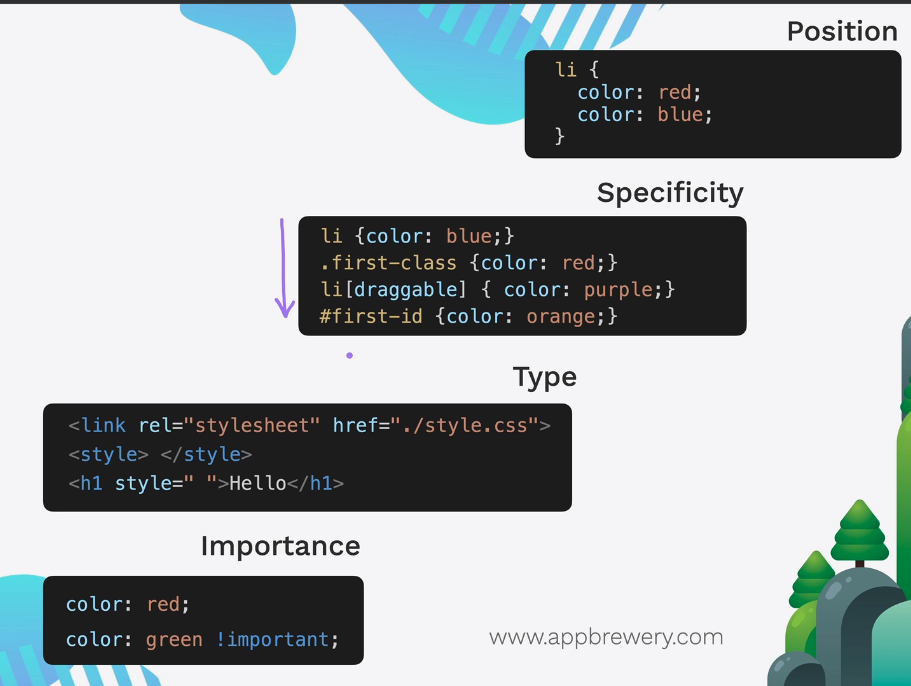 Position
li {
  color: red;
  color: blue;
}
Specificity
li {color: blue;}
.first-class {color: red;}
li[draggable] { color: purple;}
#first-id {color: orange;}
Type
<link rel="stylesheet" href="./style.css">
<style> </style>
<h1 style=" ">Hello</h1>
Importance
color: red;
color: green !important;
www.appbrewery.com